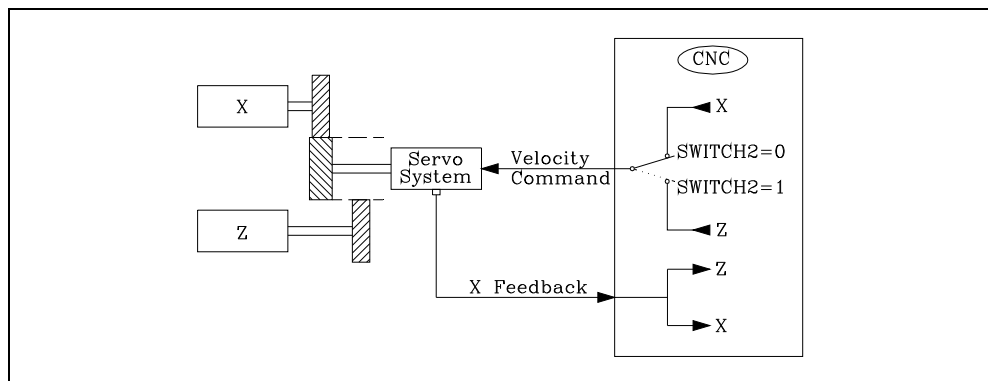 CNC
X
X
SWITCH2=0
Servo
System
Velocity
Command
SWITCH2=1
Z
Z
Z
X Feedback
X